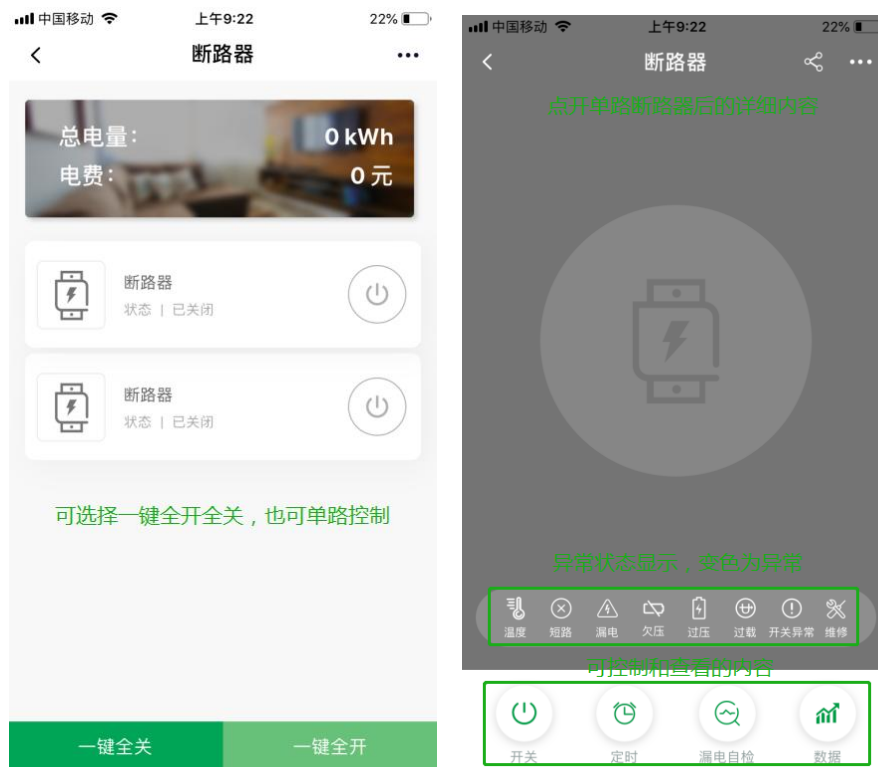 中国移动 上午9:22 22%
断路器
总电量： 0 kWh
电费： 0 元
断路器
状态 | 已关闭
断路器
状态 | 已关闭
可选择一键全开全关，也可单路控制
一键全关 一键全开
中国移动 上午9:22 22%
断路器
点开单路断路器后的详细内容
异常状态显示，变色为异常
温度 短路 漏电 欠压 过压 过载 开关异常 维修
可控制和查看的内容
开关 定时 漏电自检 数据